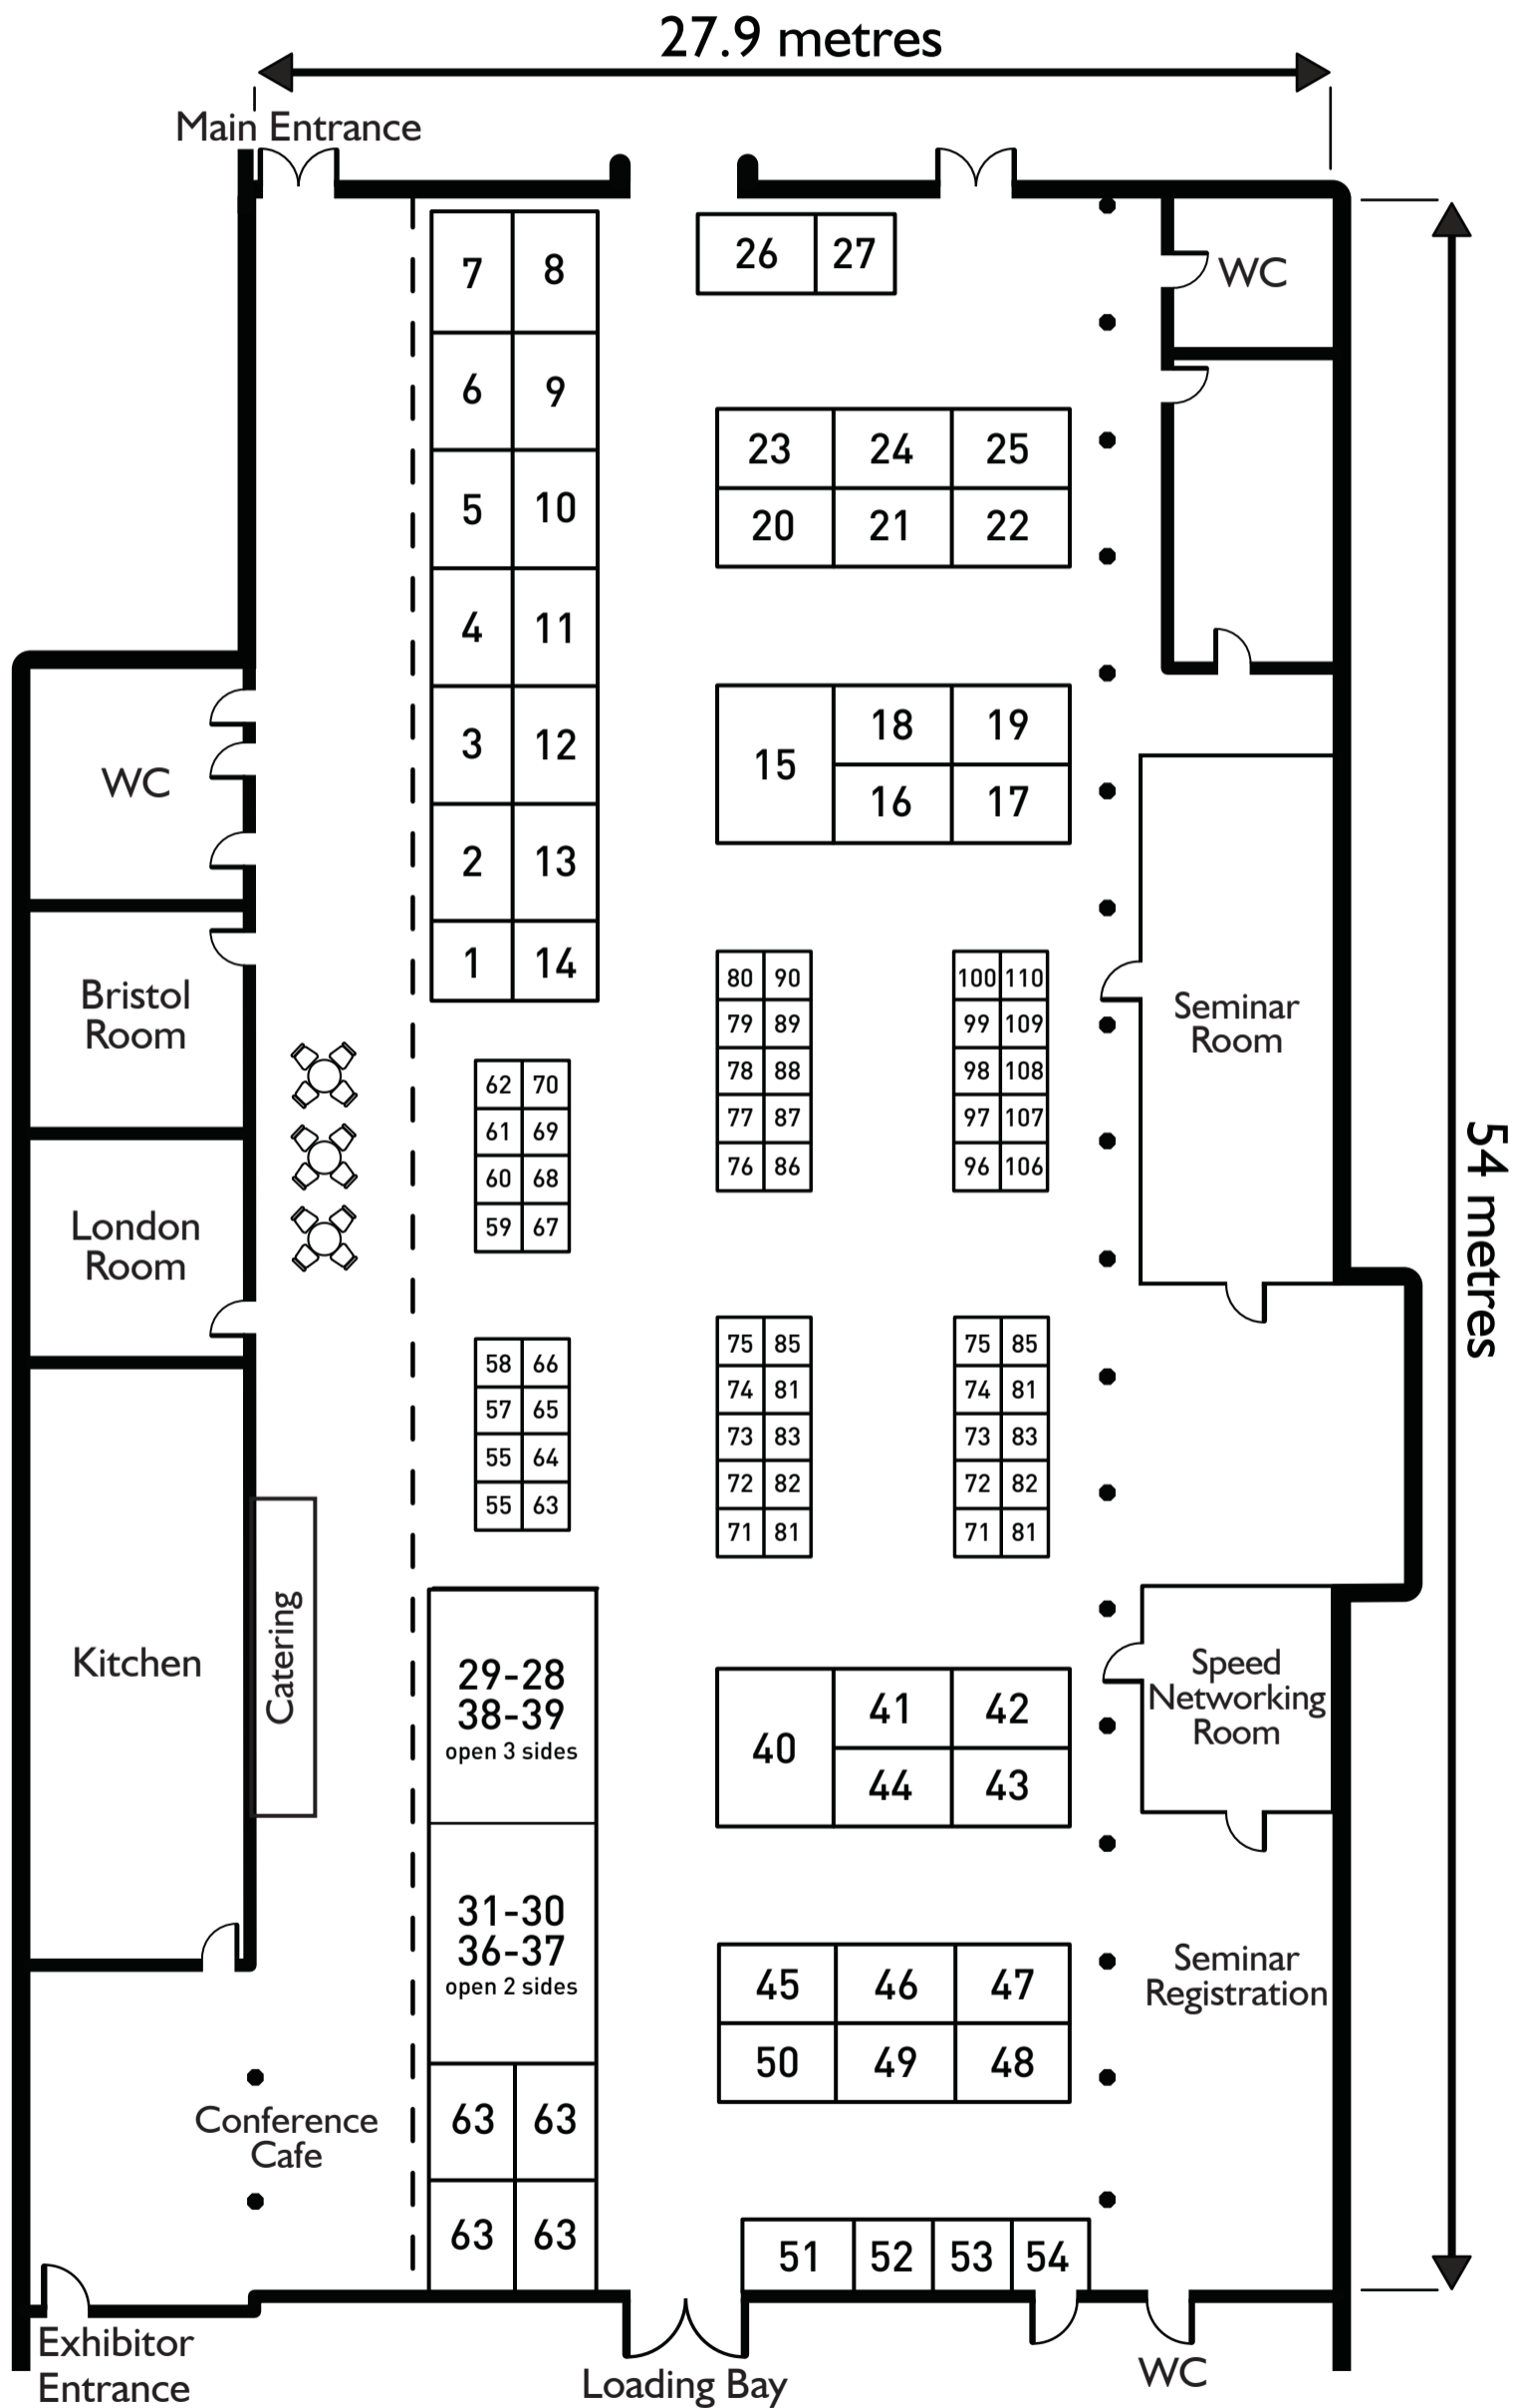 27.9 metres
Main Entrance
7 8
26 27
WC
6 9
23 24 25
5 10
20 21 22
4 11
3 12
18 19
15
16 17
WC
2 13
1 14
80 90
100 110
Bristol
Room
79 89
99 109
Seminar
Room
62 70
78 88
98 108
61 69
77 87
97 107
60 68
76 86
96 106
59 67
London
Room
54 metres
58 66
75 85
75 85
57 65
74 81
74 81
55 64
73 83
73 83
55 63
72 82
72 82
71 81
71 81
Kitchen
Catering
29-28
38-39
open 3 sides
41 42
40
44 43
Speed
Networking
Room
31-30
36-37
open 2 sides
45 46 47
50 49 48
Seminar
Registration
Conference
Cafe
63 63
63 63
51 52 53 54
Exhibitor
Entrance
Loading Bay
WC